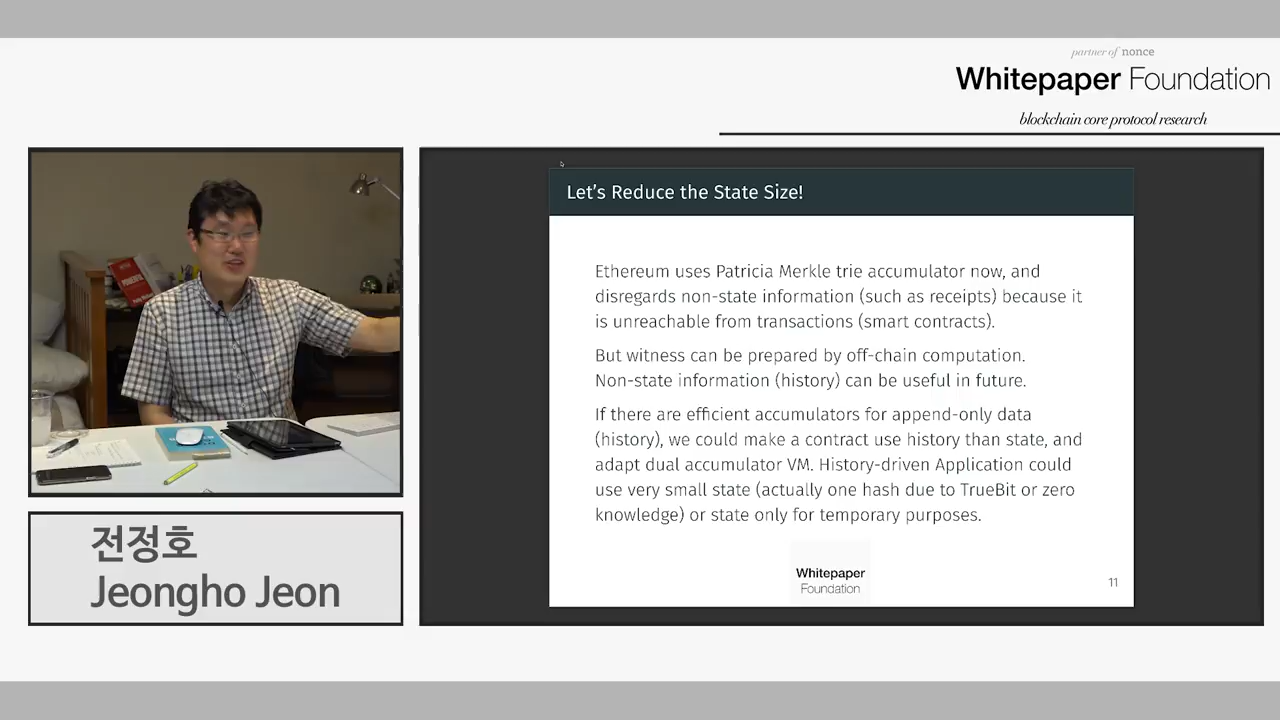 partner of nonce
Whitepaper Foundation
blockchain core protocol research
Let's Reduce the State Size!
Ethereum uses Patricia Merkle trie accumulator now, and
disregards non-state information (such as receipts) because it
is unreachable from transactions (smart contracts).
But witness can be prepared by off-chain computation.
Non-state information (history) can be useful in future.
If there are efficient accumulators for append-only data
(history), we could make a contract use history than state, and
adapt dual accumulator VM. History-driven Application could
use very small state (actually one hash due to TrueBit or zero
knowledge) or state only for temporary purposes.
Whitepaper
Foundation
11
전정호
Jeongho Jeon